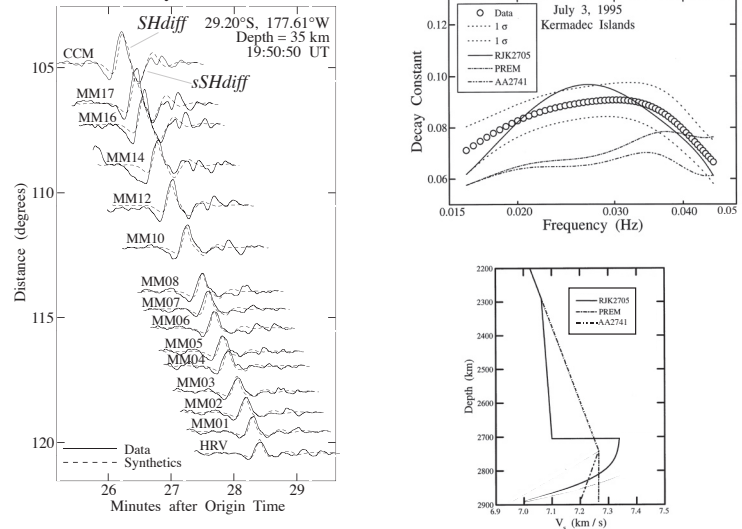 SHdiff
29.20°S, 177.61°W
Depth = 35 km
19:50:50 UT
sSHdiff
CCM
MM17
MM16
MM14
MM12
MM10
MM08
MM07
MM06
MM05
MM04
MM03
MM02
MM01
HRV
105
110
115
120
Distance (degrees)
Data
Synthetics
26 27 28 29
Minutes after Origin Time
July 3, 1995
Kermadec Islands
Data
1 σ
1 σ
RJK2705
PREM
AA2741
0.12
0.10
0.08
0.06
Decay Constant
0.015 0.020 0.030 0.040 0.05
Frequency (Hz)
2200
2300
2400
2500
2600
2700
2800
2900
Depth (km)
RJK2705
PREM
AA2741
6.9 7.0 7.1 7.2 7.3 7.4 7.5
Vs (km / s)